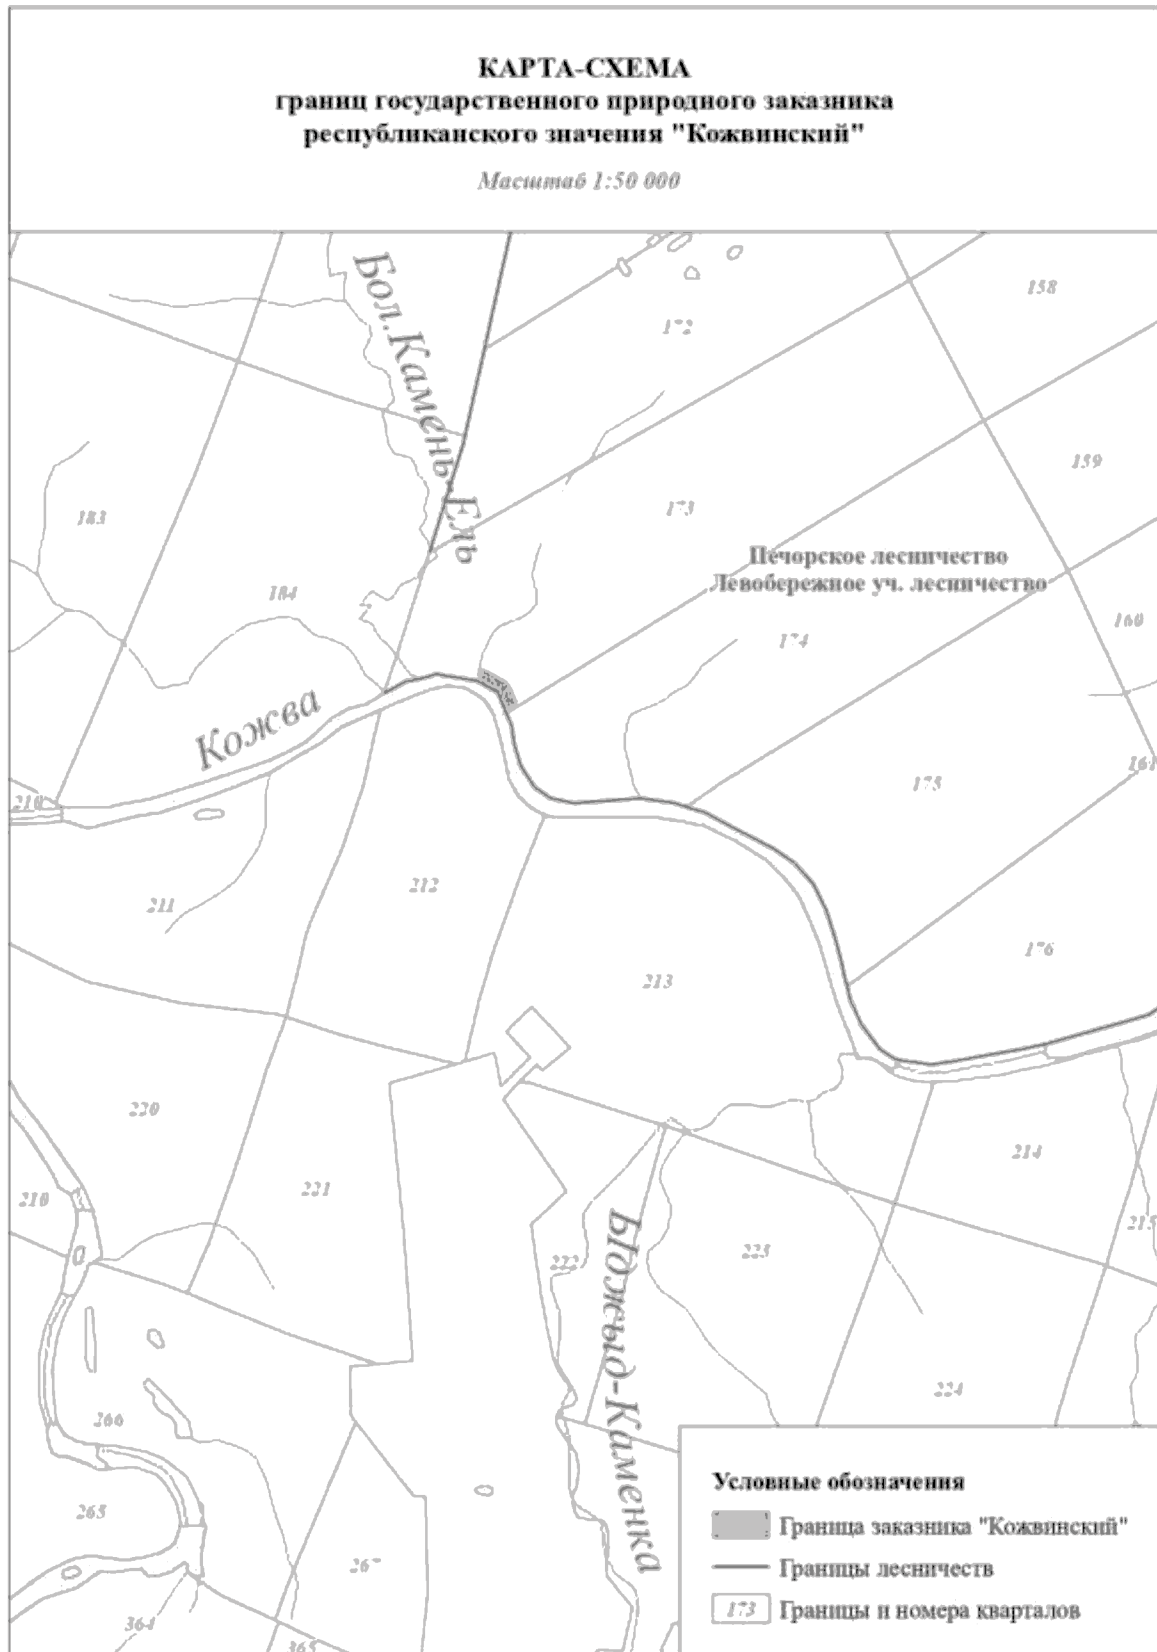 КАРТА-СХЕМА
границ государственного природного заказника
республиканского значения "Кожвинский"
Масштаб 1:50 000
Бол.Камень-Ель
158
172
159
173
183
Печорское лесничество
Левобережное уч. лесничество
184
160
174
Кожва
161
175
210
212
211
176
213
220
214
221
210
215
222
223
Ыджыд-Каменка
224
266
265
267
364
365
Условные обозначения
Граница заказника "Кожвинский"
Границы лесничеств
173 Границы и номера кварталов